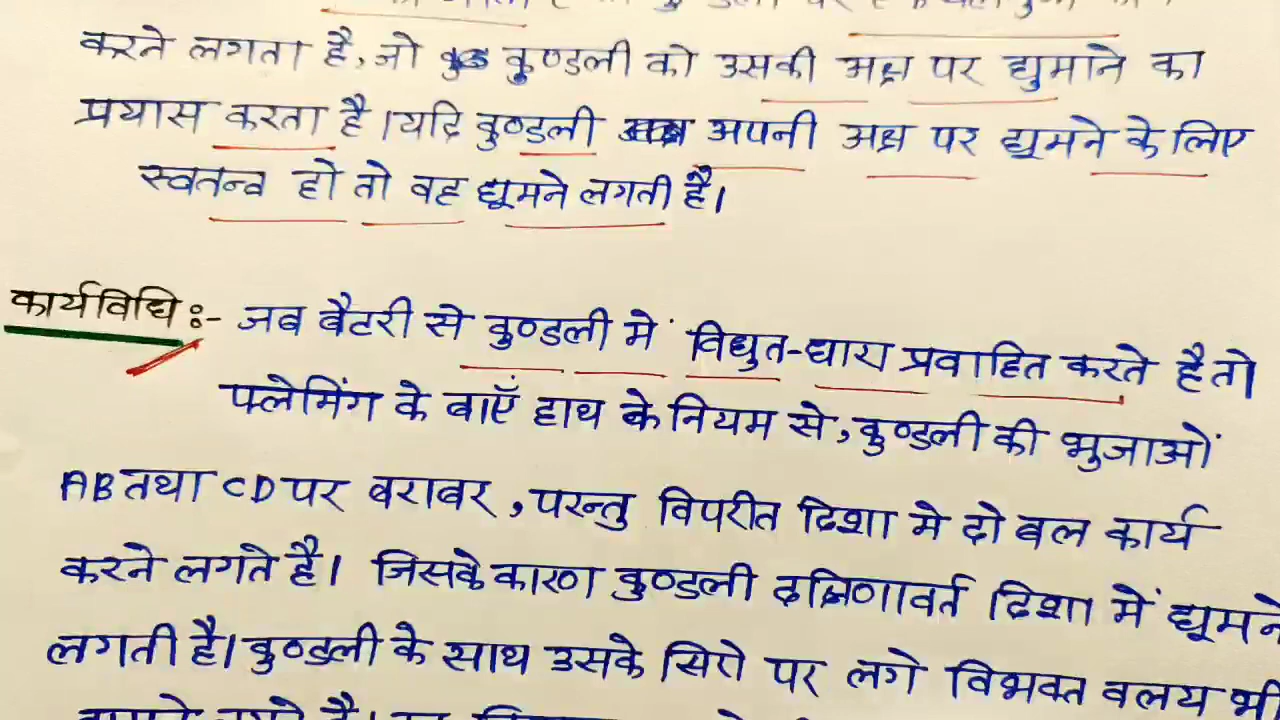 करने लगता है, जो कुण्डली को उसकी अक्ष पर घुमाने का
प्रयास करता है। यदि कुण्डली अपनी अक्ष पर घूमने के लिए
स्वतन्त्र हो तो वह घूमने लगती है।
कार्यविधि :- जब बैटरी से कुण्डली में विद्युत-धारा प्रवाहित करते है तो
फ्लेमिंग के बाएँ हाथ के नियम से, कुण्डली की भुजाओं
AB तथा CD पर बराबर, परन्तु विपरीत दिशा मे दो बल कार्य
करने लगते है। जिसके कारण कुण्डली दक्षिणावर्त दिशा में घूमने
लगती है। कुण्डली के साथ उसके सिरो पर लगे विभक्त वलय भी